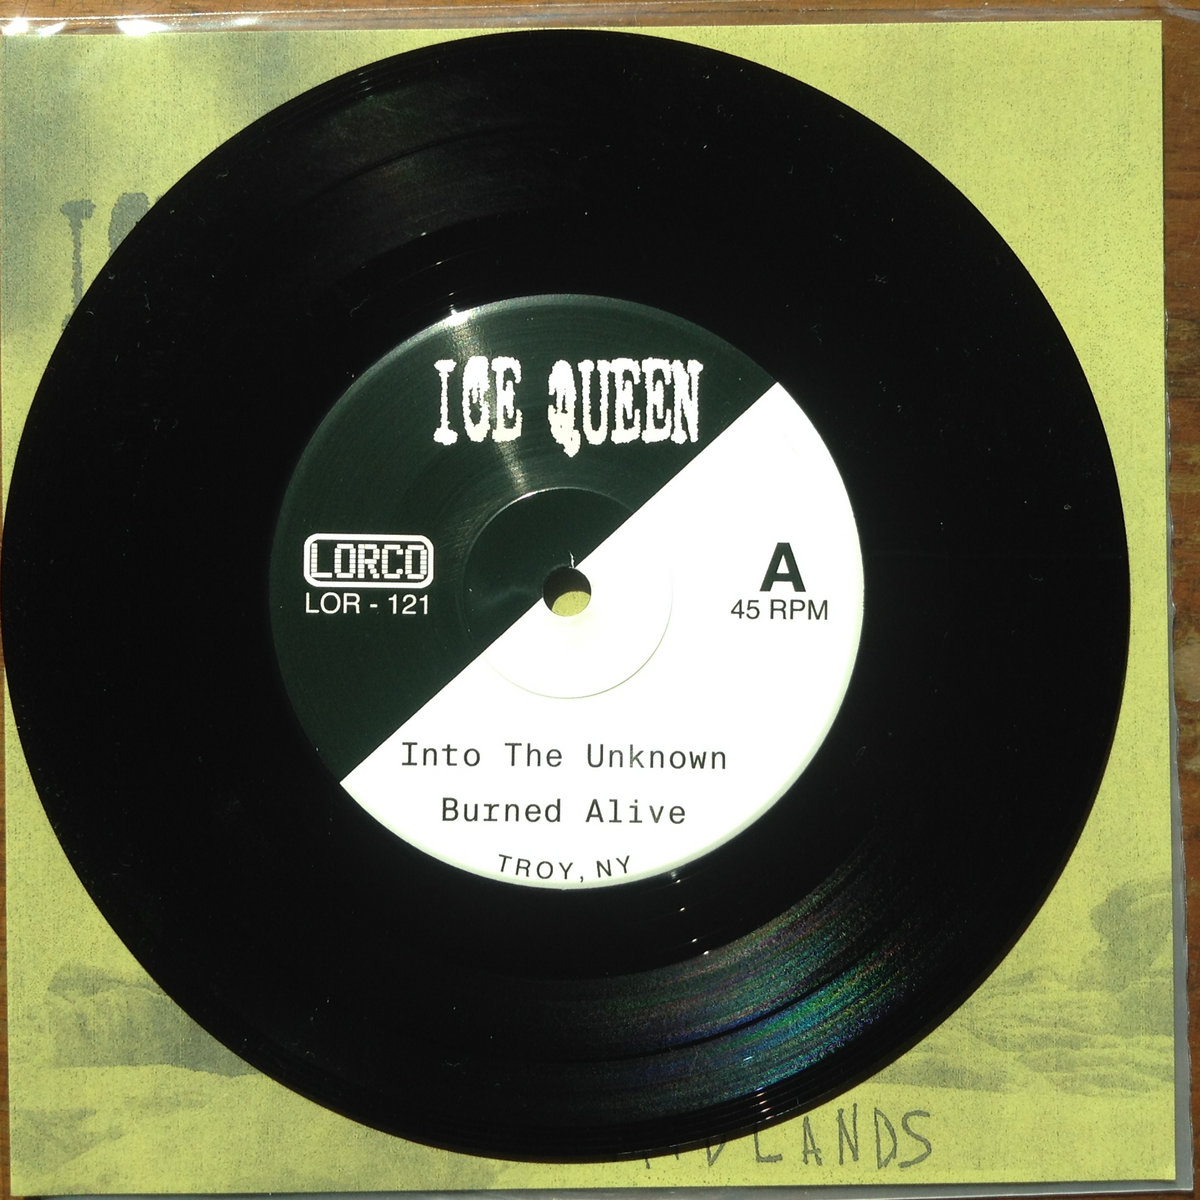 ICE QUEEN
LORCO
LOR - 121
A
45 RPM
Into The Unknown
Burned Alive
TROY, NY